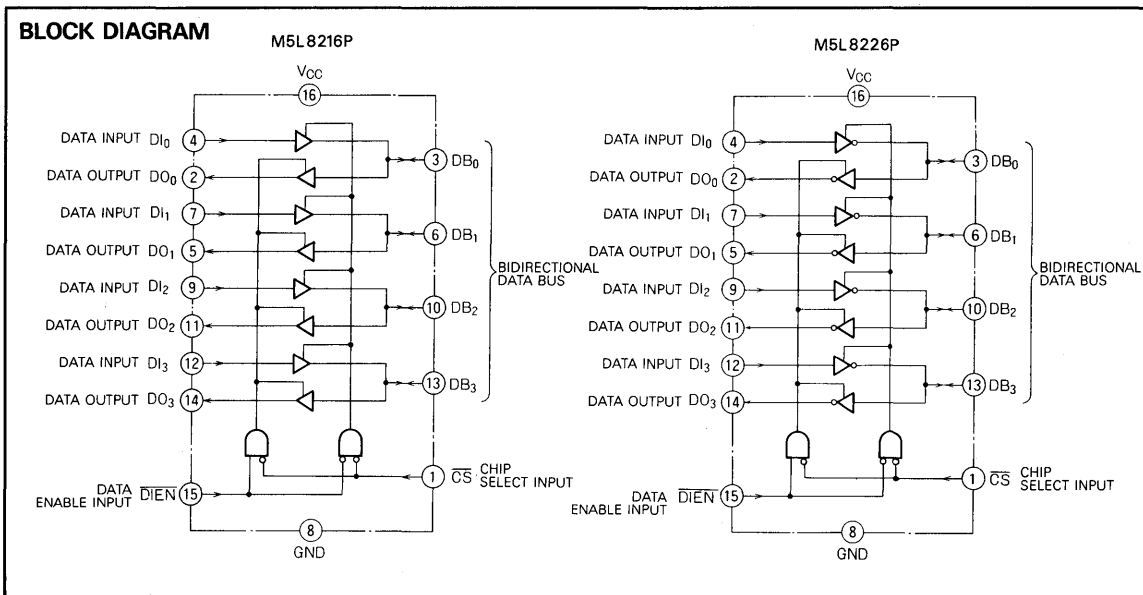 BLOCK DIAGRAM
M5L8216P
VCC
16
DATA INPUT DI0 4
DATA OUTPUT DO0 2
3 DB0
DATA INPUT DI1 7
DATA OUTPUT DO1 5
6 DB1
DATA INPUT DI2 9
DATA OUTPUT DO2 11
10 DB2
DATA INPUT DI3 12
DATA OUTPUT DO3 14
13 DB3
BIDIRECTIONAL
DATA BUS
1 C̅S̅ CHIP
SELECT INPUT
DATA
ENABLE INPUT D̅I̅E̅N̅ 15
8
GND
M5L8226P
VCC
16
DATA INPUT DI0 4
DATA OUTPUT DO0 2
3 DB0
DATA INPUT DI1 7
DATA OUTPUT DO1 5
6 DB1
DATA INPUT DI2 9
DATA OUTPUT DO2 11
10 DB2
DATA INPUT DI3 12
DATA OUTPUT DO3 14
13 DB3
BIDIRECTIONAL
DATA BUS
1 C̅S̅ CHIP
SELECT INPUT
DATA
ENABLE INPUT D̅I̅E̅N̅ 15
8
GND